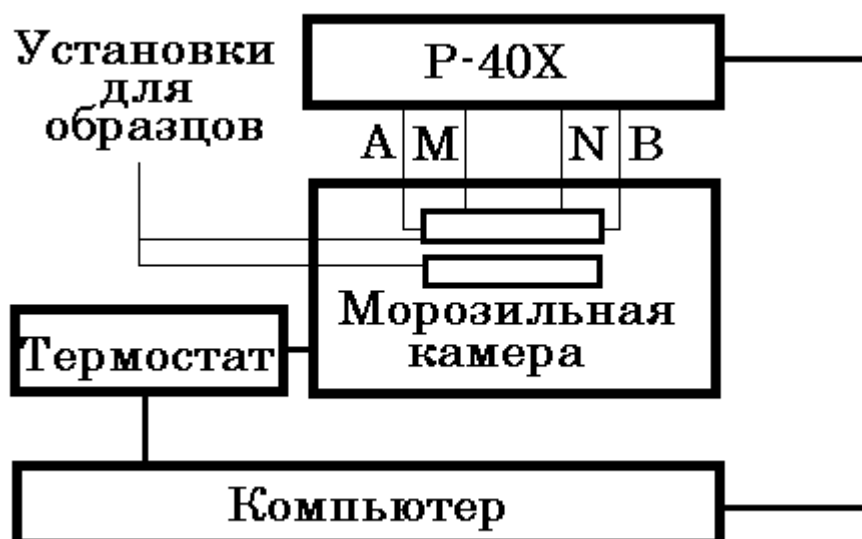 Установки
для
образцов
Р-40Х
А М N В
Морозильная
камера
Термостат
Компьютер